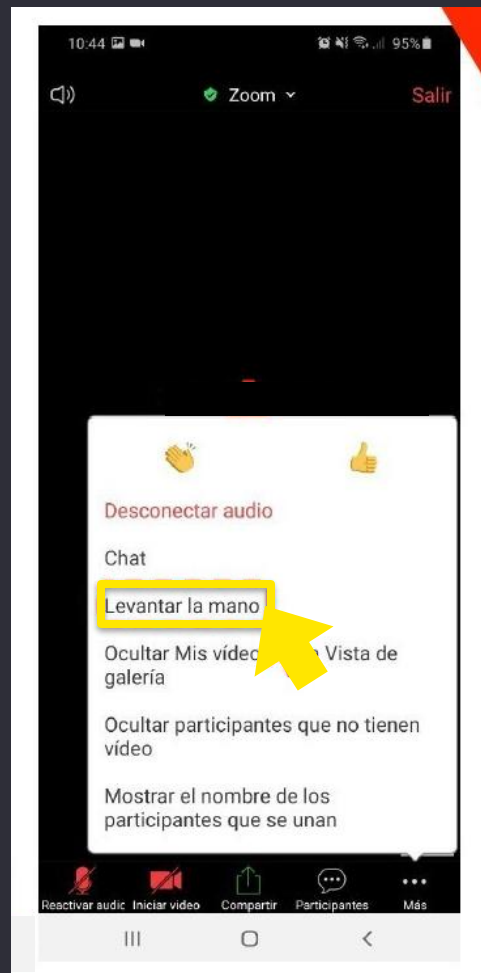 10:44 95%
Zoom Salir
Desconectar audio
Chat
Levantar la mano
Ocultar Mis vídeo Vista de
galería
Ocultar participantes que no tienen
vídeo
Mostrar el nombre de los
participantes que se unan
Reactivar audic Iniciar video Compartir Participantes Más